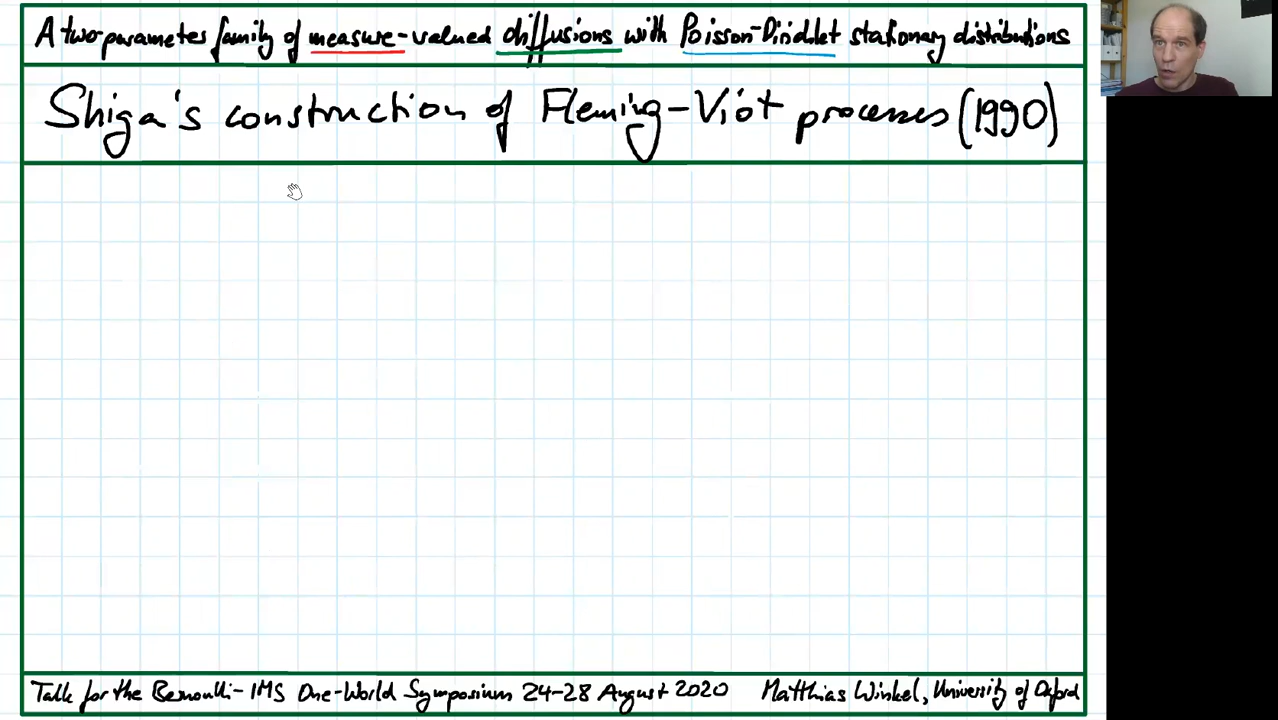 A two-parameter family of measure-valued diffusions with Poisson-Dirichlet stationary distributions
Shiga's construction of Fleming-Viot processes (1990)
Talk for the Bernoulli-IMS One-World Symposium 24-28 August 2020 Matthias Winkel, University of Oxford